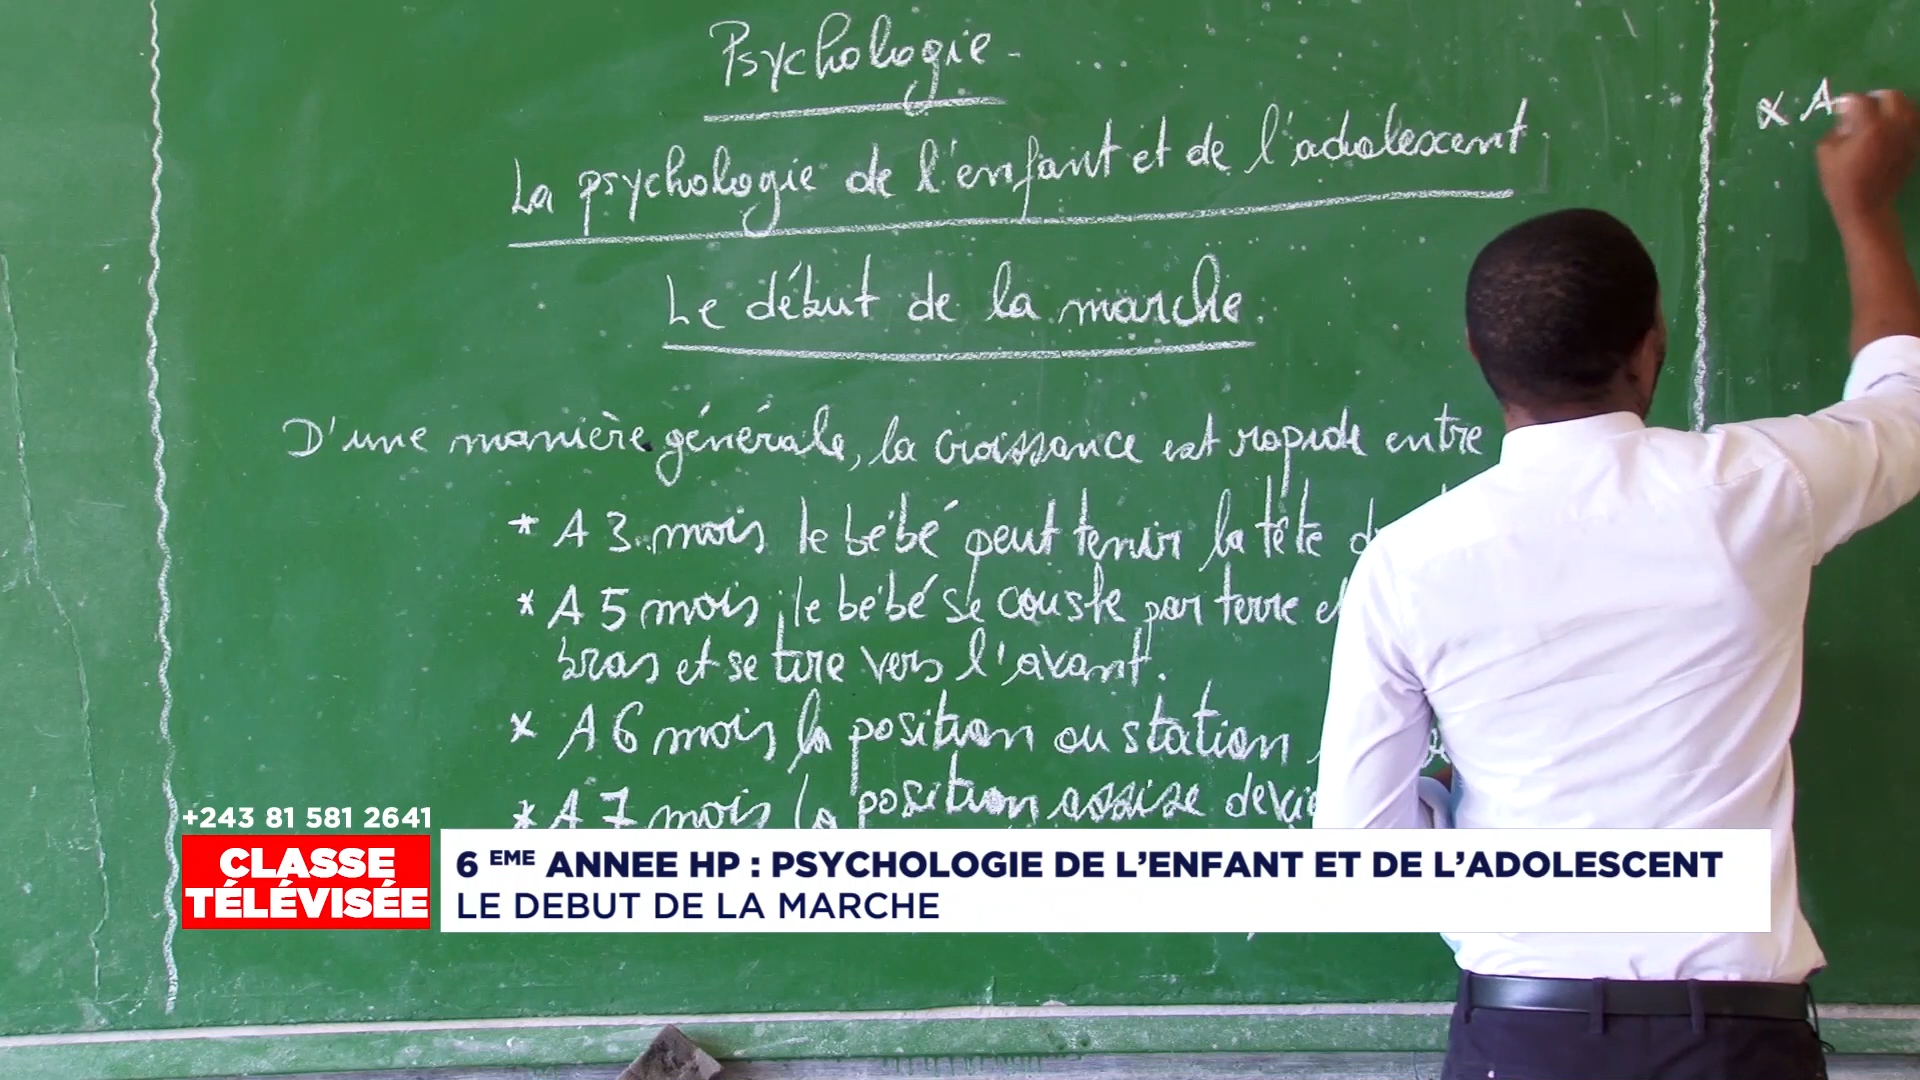 Psychologie
La psychologie de l'enfant et de l'adolescent
Le début de la marche.
D'une manière générale, la croissance est rapide entre
* A 3 mois le bébé peut tenir la tête
* A 5 mois, le bébé se couste par terre
bras et se tire vers l'avant.
* A 6 mois la position ou station
* A 7 mois la position assise
* A
+243 81 581 2641
CLASSE
TÉLÉVISÉE
6 EME ANNEE HP : PSYCHOLOGIE DE L'ENFANT ET DE L'ADOLESCENT
LE DEBUT DE LA MARCHE